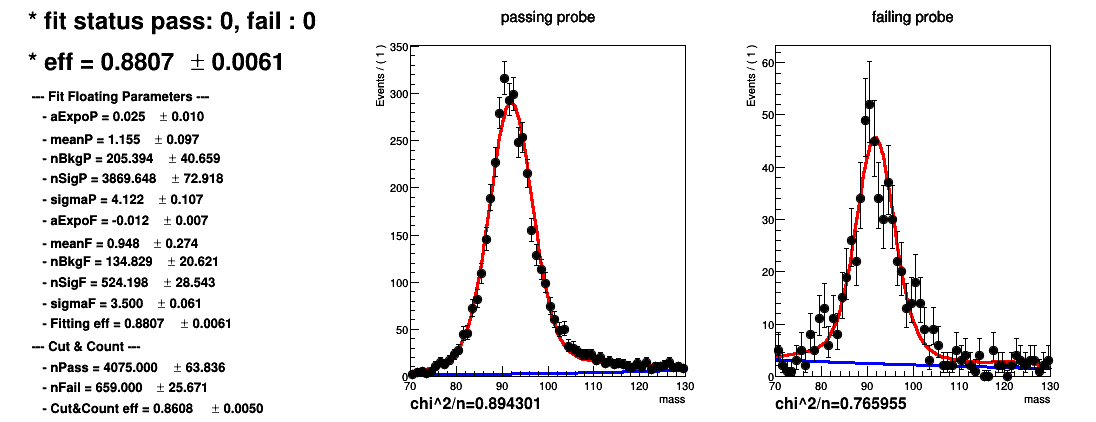 * fit status pass: 0, fail : 0
* eff = 0.8807 ± 0.0061
--- Fit Floating Parameters ---
- aExpoP = 0.025 ± 0.010
- meanP = 1.155 ± 0.097
- nBkgP = 205.394 ± 40.659
- nSigP = 3869.648 ± 72.918
- sigmaP = 4.122 ± 0.107
- aExpoF = -0.012 ± 0.007
- meanF = 0.948 ± 0.274
- nBkgF = 134.829 ± 20.621
- nSigF = 524.198 ± 28.543
- sigmaF = 3.500 ± 0.061
- Fitting eff = 0.8807 ± 0.0061
--- Cut & Count ---
- nPass = 4075.000 ± 63.836
- nFail = 659.000 ± 25.671
- Cut&Count eff = 0.8608 ± 0.0050
passing probe
Events / ( 1 )
350
300
250
200
150
100
50
0
70 80 90 100 110 120 130
mass
chi^2/n=0.894301
failing probe
Events / ( 1 )
60
50
40
30
20
10
0
70 80 90 100 110 120 130
mass
chi^2/n=0.765955